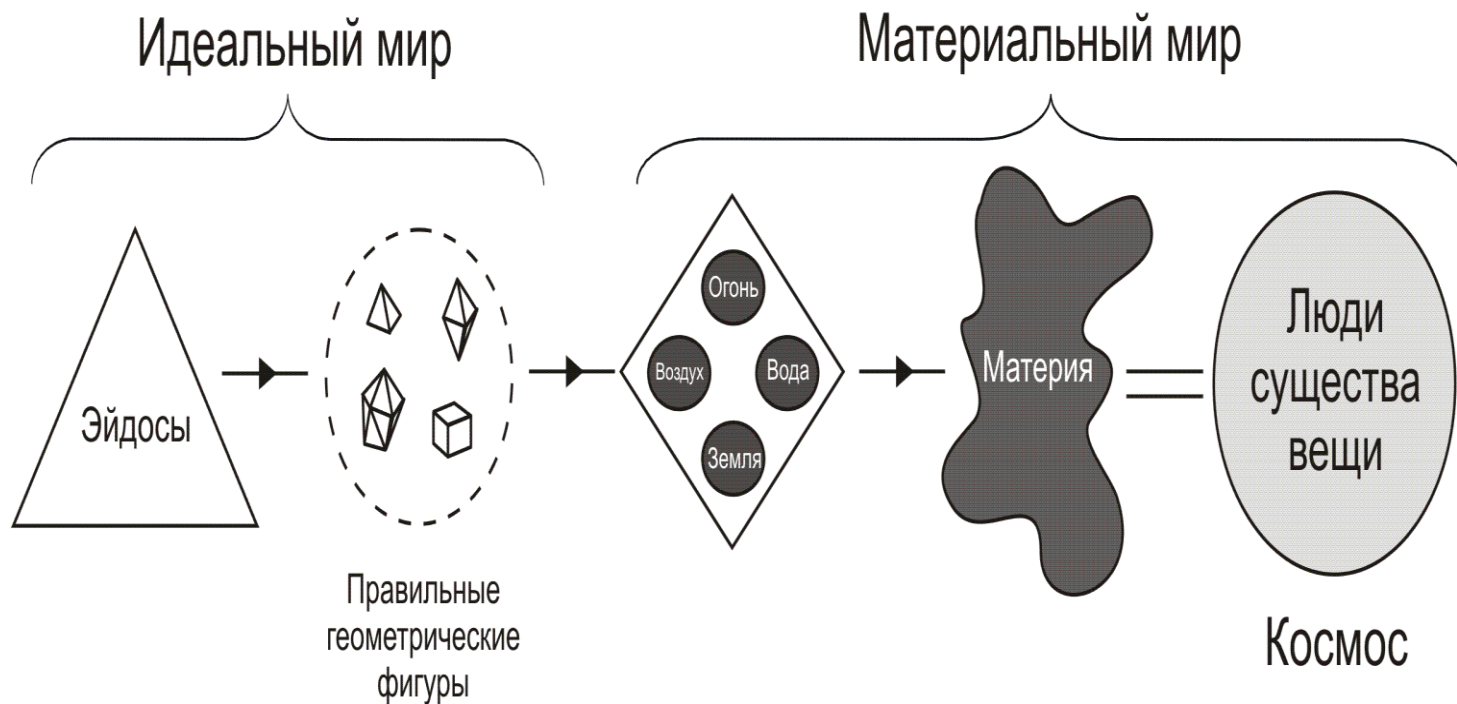 Идеальный мир
Материальный мир
Эйдосы
Правильные
геометрические
фигуры
Огонь
Воздух
Вода
Земля
Материя
Люди
существа
вещи
Космос